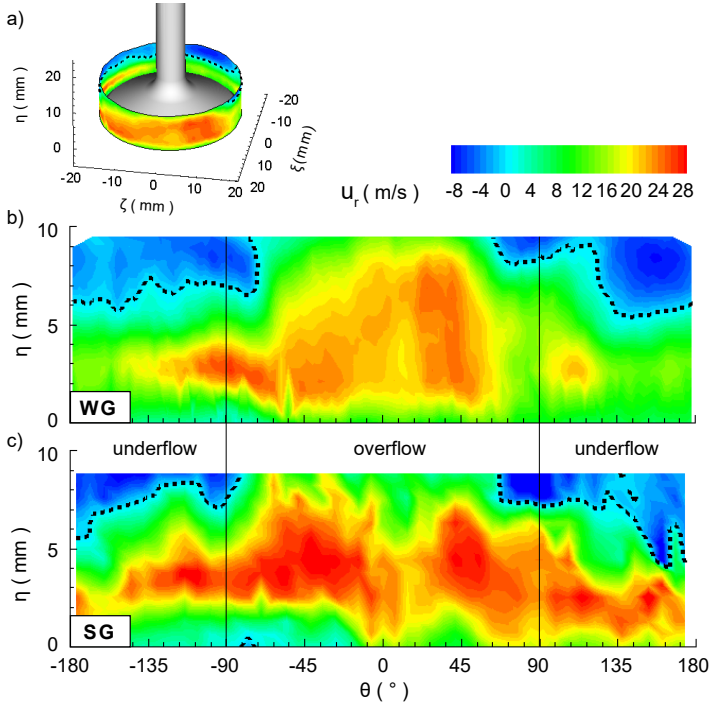 a)
η ( mm )
20
10
0
-20
-10
0
10
20
ξ(mm)
-20
-10
0
10
20
ζ ( mm )
u_r ( m/s )
-8 -4 0 4 8 12 16 20 24 28
b)
η ( mm )
10
5
0
WG
c)
underflow overflow underflow
η ( mm )
10
5
0
SG
-180 -135 -90 -45 0 45 90 135 180
θ ( ° )